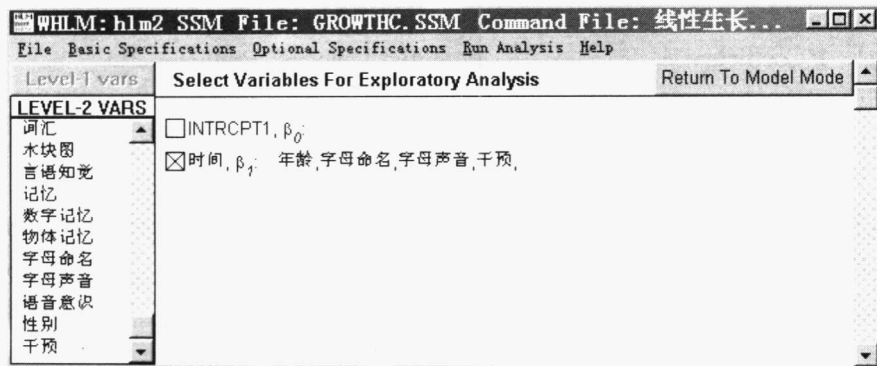 WHLM: hlm2 SSM File: GROWTHC.SSM Command File: 线性生长...
File Basic Specifications Optional Specifications Run Analysis Help
Level-1 vars
Select Variables For Exploratory Analysis
Return To Model Mode
LEVEL-2 VARS
词汇
木块图
言语知觉
记忆
数字记忆
物体记忆
字母命名
字母声音
语音意识
性别
干预
INTRCPT1, β0:
时间, β1: 年龄,字母命名,字母声音,干预,